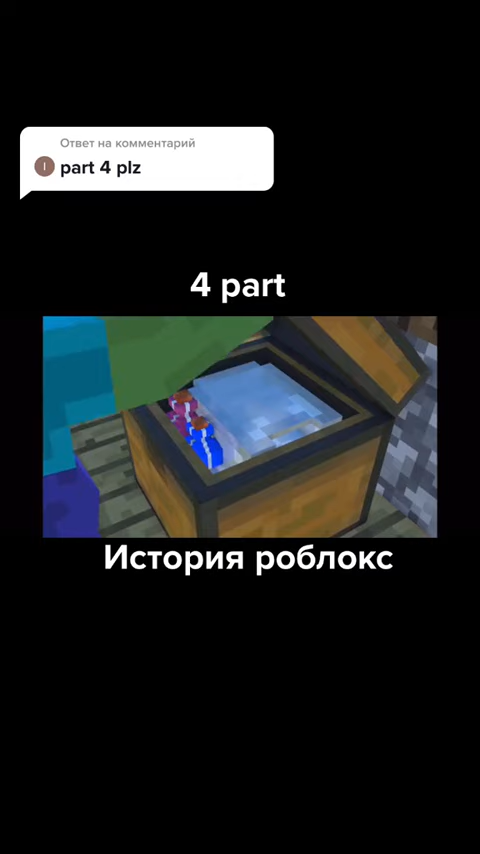 Ответ на комментарий
I
part 4 plz
4 part
История роблокс